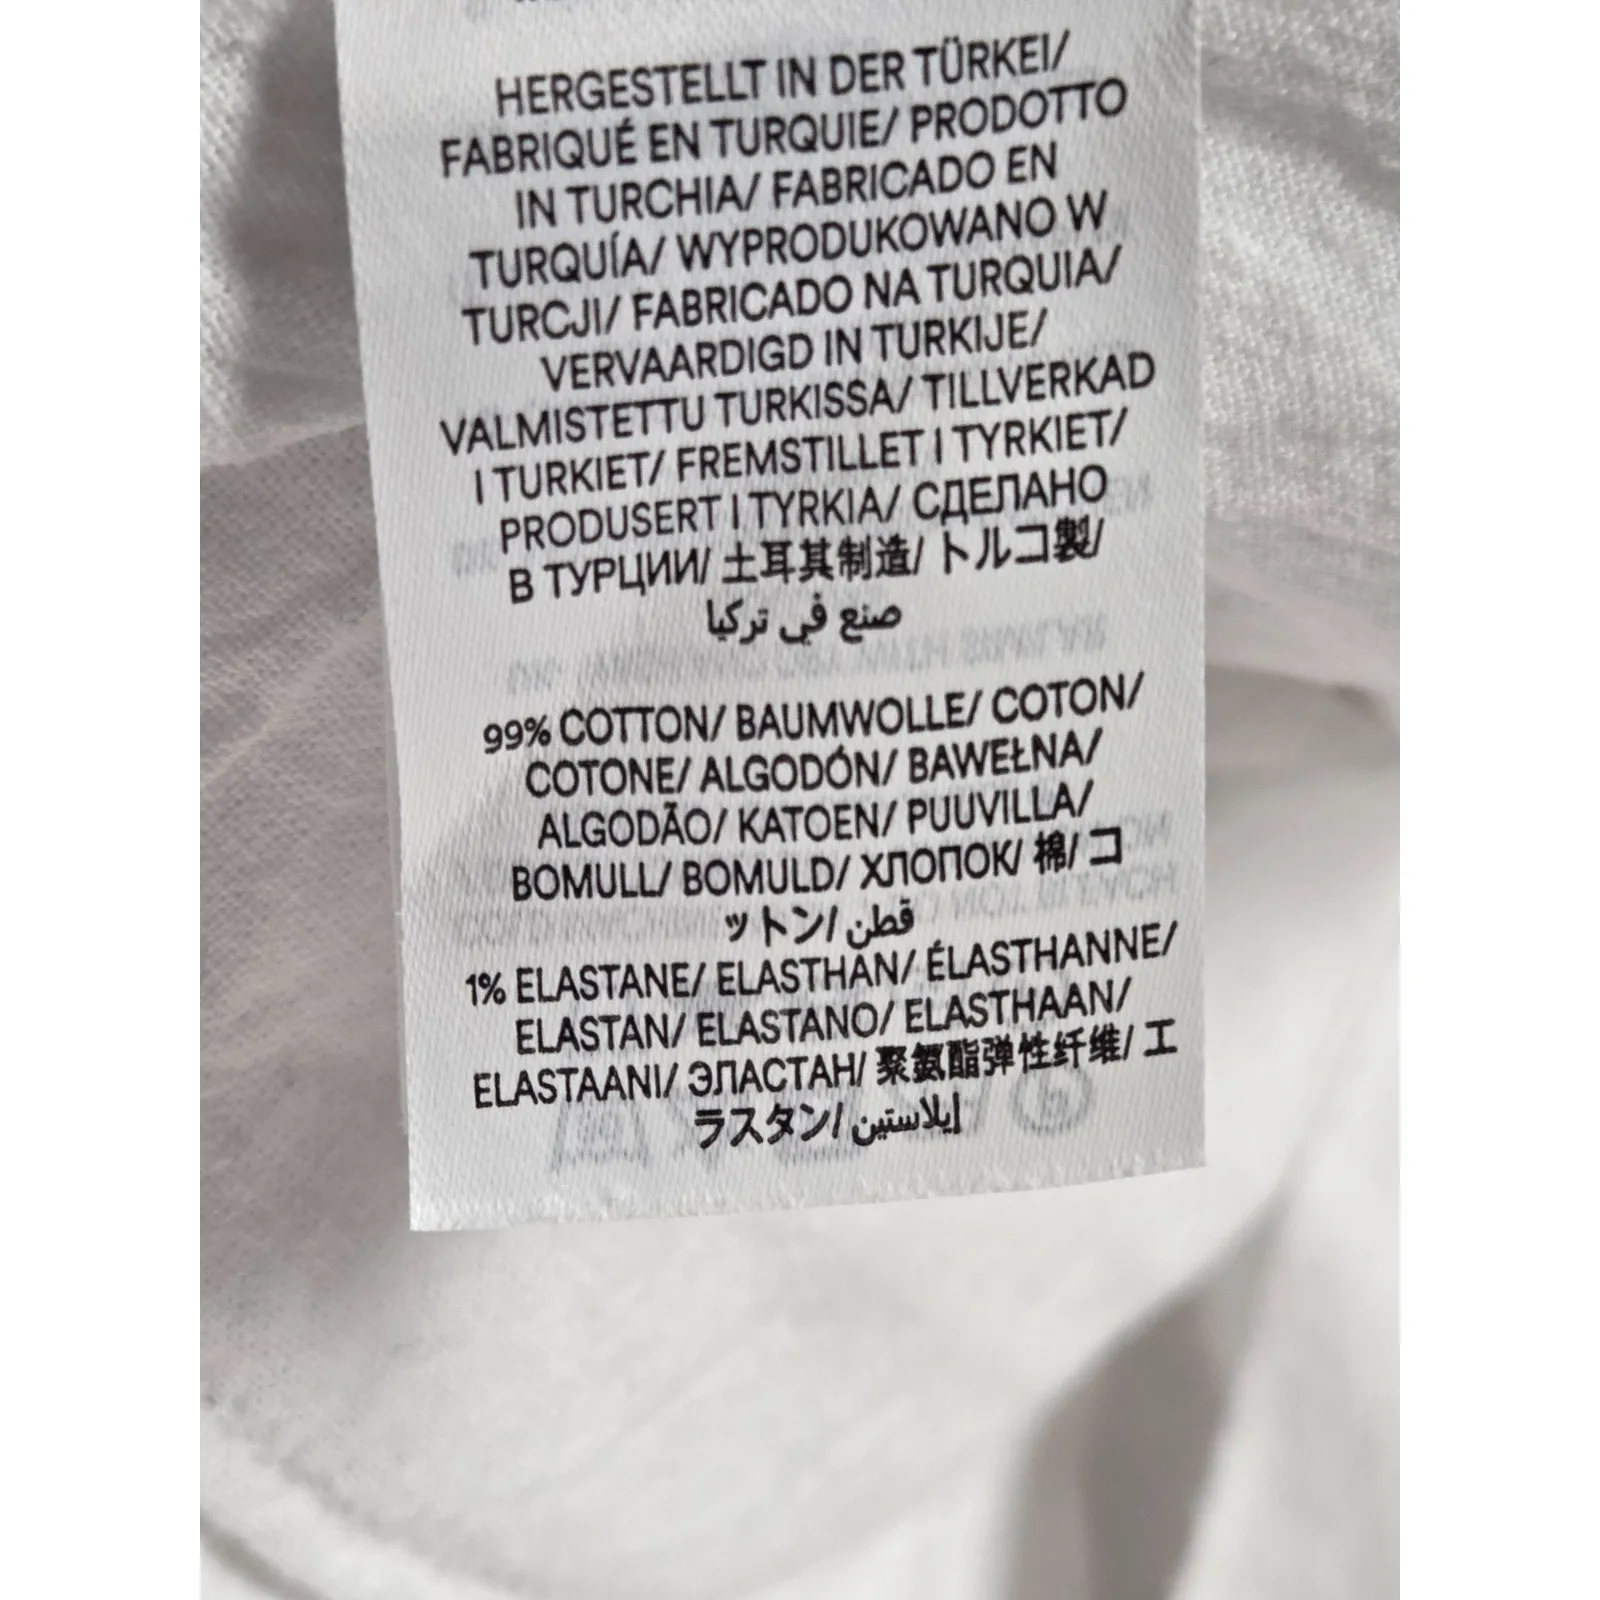 HERGESTELLT IN DER TÜRKEI/
FABRIQUÉ EN TURQUIE/ PRODOTTO
IN TURCHIA/ FABRICADO EN
TURQUÍA/ WYPRODUKOWANO W
TURCJI/ FABRICADO NA TURQUIA/
VERVAARDIGD IN TURKIJE/
VALMISTETTU TURKISSA/ TILLVERKAD
I TURKIET/ FREMSTILLET I TYRKIET/
PRODUSERT I TYRKIA/ СДЕЛАНО
В ТУРЦИИ/ 土耳其制造/ トルコ製/
صنع في تركيا
99% COTTON/ BAUMWOLLE/ COTON/
COTONE/ ALGODÓN/ BAWEŁNA/
ALGODÃO/ KATOEN/ PUUVILLA/
BOMULL/ BOMULD/ ХЛОПОК/ 棉/ コ
ットン/ قطن
1% ELASTANE/ ELASTHAN/ ÉLASTHANNE/
ELASTAN/ ELASTANO/ ELASTHAAN/
ELASTAANI/ ЭЛАСТАН/ 聚氨酯弹性纤维/ エ
ラスタン/ إيلاستين